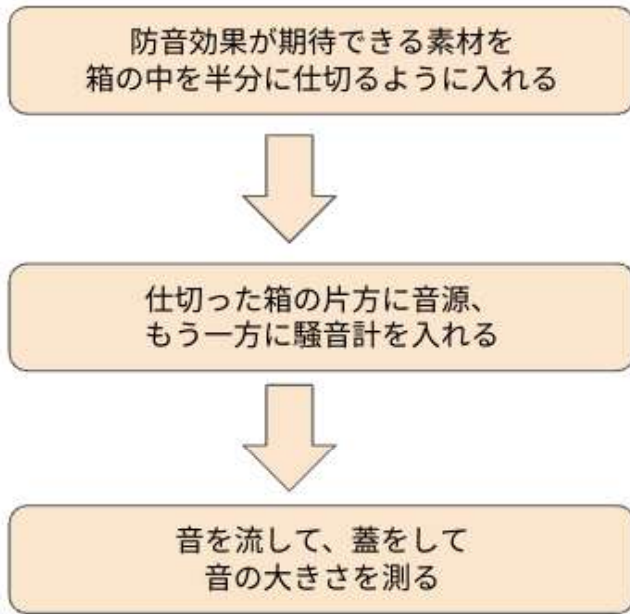 防音効果が期待できる素材を
箱の中を半分に仕切るように入れる
仕切った箱の片方に音源、
もう一方に騒音計を入れる
音を流して、蓋をして
音の大きさを測る